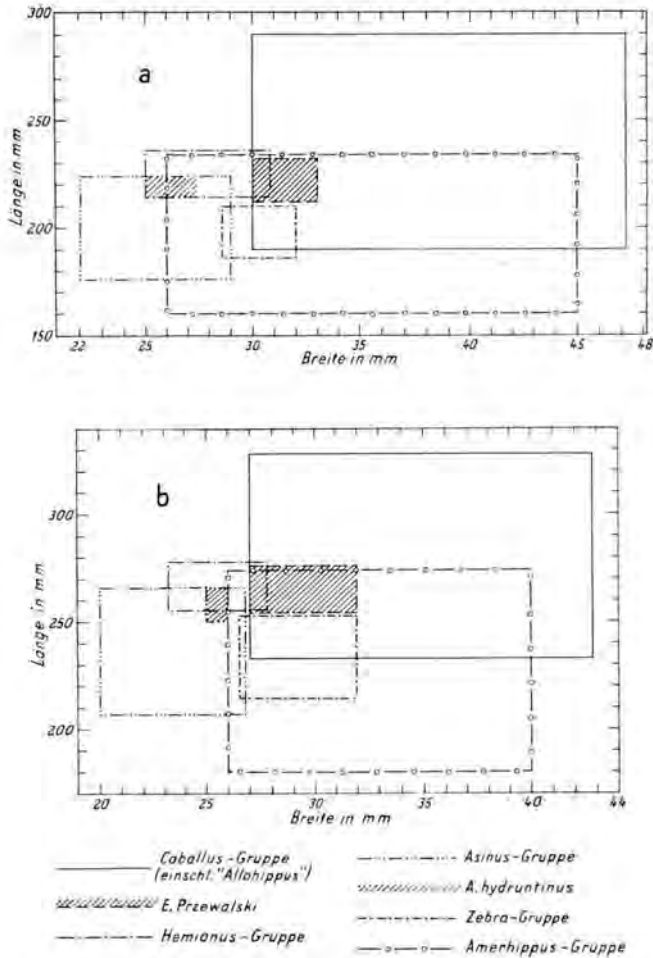 300
a
250
200
150
Länge in mm
22
25
30
35
40
45
48
Breite in mm
b
300
250
200
Länge in mm
20
25
30
35
40
44
Breite in mm
Caballus-Gruppe
(einschl. "Allohippus")
E. Przewalski
Hemionus-Gruppe
Asinus-Gruppe
A. hydruntinus
Zebra-Gruppe
Amerhippus-Gruppe